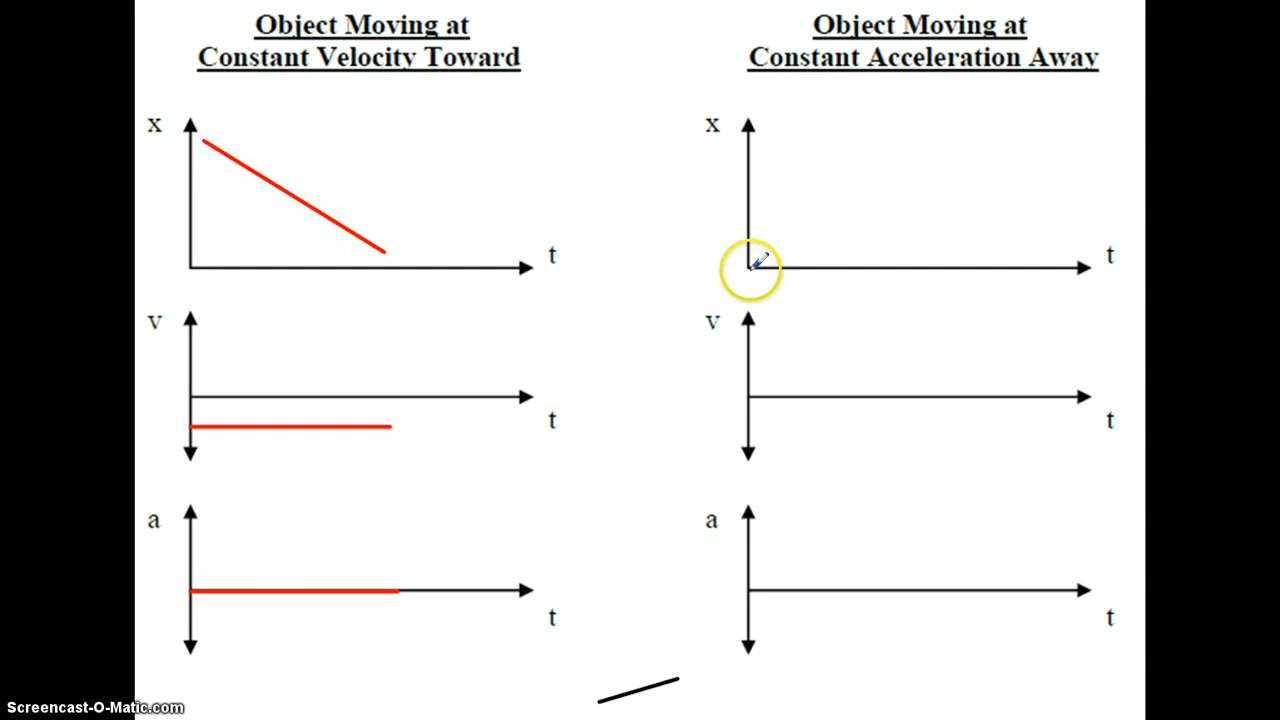 Object Moving at
Constant Velocity Toward
x
t
v
t
a
t
Object Moving at
Constant Acceleration Away
x
t
v
t
a
t
Screencast-O-Matic.com